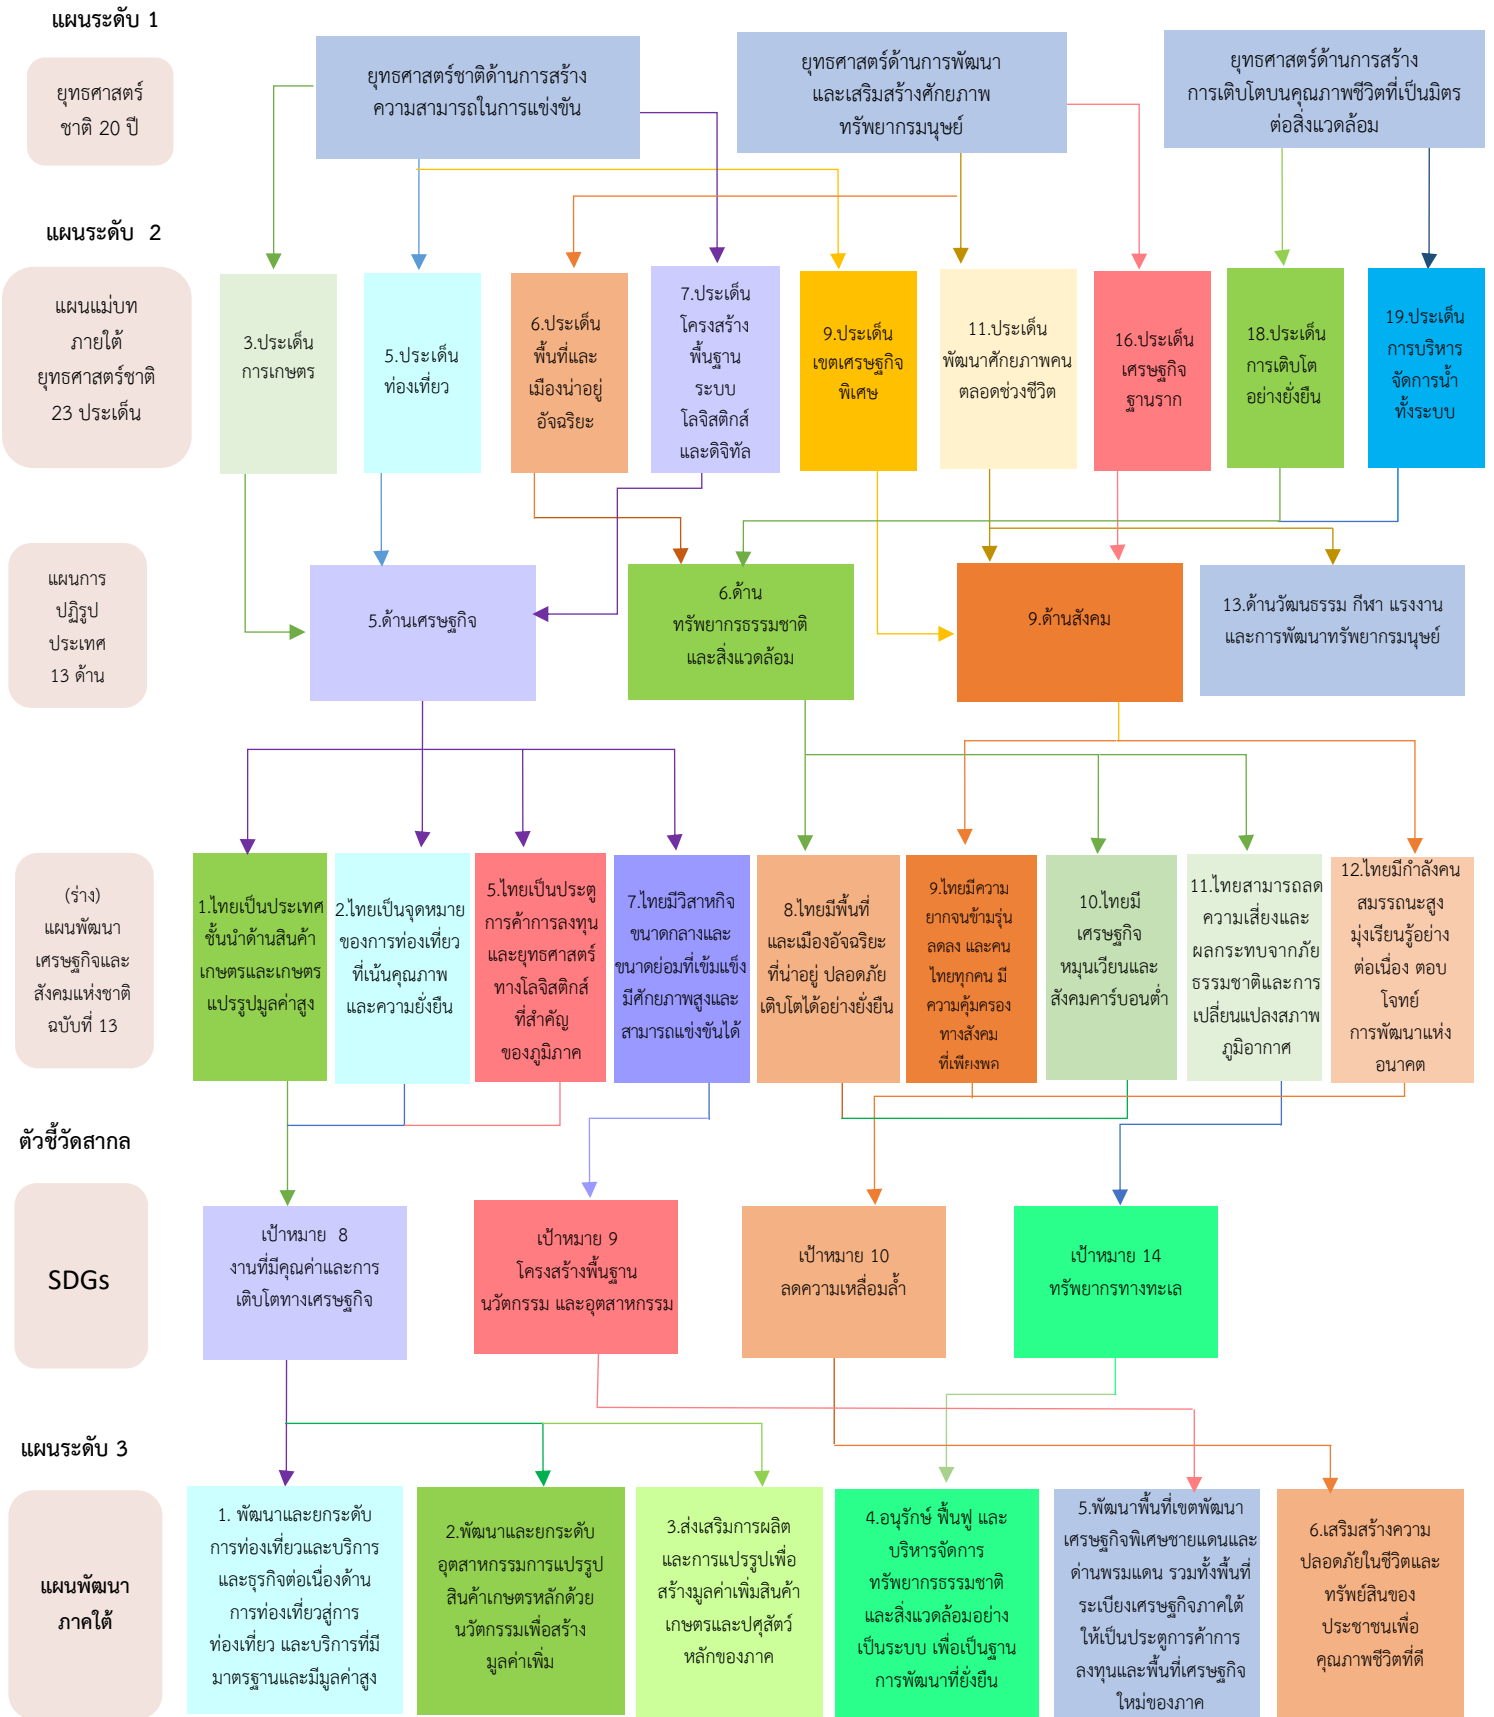 แผนระดับ 1
ยุทธศาสตร์
ชาติ 20 ปี
ยุทธศาสตร์ชาติด้านการสร้าง
ความสามารถในการแข่งขัน
ยุทธศาสตร์ด้านการพัฒนา
และเสริมสร้างศักยภาพ
ทรัพยากรมนุษย์
ยุทธศาสตร์ด้านการสร้าง
การเติบโตบนคุณภาพชีวิตที่เป็นมิตร
ต่อสิ่งแวดล้อม
แผนระดับ 2
แผนแม่บท
ภายใต้
ยุทธศาสตร์ชาติ
23 ประเด็น
3.ประเด็น
การเกษตร
5.ประเด็น
ท่องเที่ยว
6.ประเด็น
พื้นที่และ
เมืองน่าอยู่
อัจฉริยะ
7.ประเด็น
โครงสร้าง
พื้นฐาน
ระบบ
โลจิสติกส์
และดิจิทัล
9.ประเด็น
เขตเศรษฐกิจ
พิเศษ
11.ประเด็น
พัฒนาศักยภาพคน
ตลอดช่วงชีวิต
16.ประเด็น
เศรษฐกิจ
ฐานราก
18.ประเด็น
การเติบโต
อย่างยั่งยืน
19.ประเด็น
การบริหาร
จัดการน้ำ
ทั้งระบบ
แผนการ
ปฏิรูป
ประเทศ
13 ด้าน
5.ด้านเศรษฐกิจ
6.ด้าน
ทรัพยากรธรรมชาติ
และสิ่งแวดล้อม
9.ด้านสังคม
13.ด้านวัฒนธรรม กีฬา แรงงาน
และการพัฒนาทรัพยากรมนุษย์
(ร่าง)
แผนพัฒนา
เศรษฐกิจและ
สังคมแห่งชาติ
ฉบับที่ 13
1.ไทยเป็นประเทศ
ชั้นนำด้านสินค้า
เกษตรและเกษตร
แปรรูปมูลค่าสูง
2.ไทยเป็นจุดหมาย
ของการท่องเที่ยว
ที่เน้นคุณภาพ
และความยั่งยืน
5.ไทยเป็นประตู
การค้าการลงทุน
และยุทธศาสตร์
ทางโลจิสติกส์
ที่สำคัญ
ของภูมิภาค
7.ไทยมีวิสาหกิจ
ขนาดกลางและ
ขนาดย่อมที่เข้มแข็ง
มีศักยภาพสูงและ
สามารถแข่งขันได้
8.ไทยมีพื้นที่
และเมืองอัจฉริยะ
ที่น่าอยู่ ปลอดภัย
เติบโตได้อย่างยั่งยืน
9.ไทยมีความ
ยากจนข้ามรุ่น
ลดลง และคน
ไทยทุกคน มี
ความคุ้มครอง
ทางสังคม
ที่เพียงพอ
10.ไทยมี
เศรษฐกิจ
หมุนเวียนและ
สังคมคาร์บอนต่ำ
11.ไทยสามารถลด
ความเสี่ยงและ
ผลกระทบจากภัย
ธรรมชาติและการ
เปลี่ยนแปลงสภาพ
ภูมิอากาศ
12.ไทยมีกำลังคน
สมรรถนะสูง
มุ่งเรียนรู้อย่าง
ต่อเนื่อง ตอบ
โจทย์
การพัฒนาแห่ง
อนาคต
ตัวชี้วัดสากล
SDGs
เป้าหมาย 8
งานที่มีคุณค่าและการ
เติบโตทางเศรษฐกิจ
เป้าหมาย 9
โครงสร้างพื้นฐาน
นวัตกรรม และอุตสาหกรรม
เป้าหมาย 10
ลดความเหลื่อมล้ำ
เป้าหมาย 14
ทรัพยากรทางทะเล
แผนระดับ 3
แผนพัฒนา
ภาคใต้
1. พัฒนาและยกระดับ
การท่องเที่ยวและบริการ
และธุรกิจต่อเนื่องด้าน
การท่องเที่ยวสู่การ
ท่องเที่ยว และบริการที่มี
มาตรฐานและมีมูลค่าสูง
2.พัฒนาและยกระดับ
อุตสาหกรรมการแปรรูป
สินค้าเกษตรหลักด้วย
นวัตกรรมเพื่อสร้าง
มูลค่าเพิ่ม
3.ส่งเสริมการผลิต
และการแปรรูปเพื่อ
สร้างมูลค่าเพิ่มสินค้า
เกษตรและปศุสัตว์
หลักของภาค
4.อนุรักษ์ ฟื้นฟู และ
บริหารจัดการ
ทรัพยากรธรรมชาติ
และสิ่งแวดล้อมอย่าง
เป็นระบบ เพื่อเป็นฐาน
การพัฒนาที่ยั่งยืน
5.พัฒนาพื้นที่เขตพัฒนา
เศรษฐกิจพิเศษชายแดนและ
ด่านพรมแดน รวมทั้งพื้นที่
ระเบียงเศรษฐกิจภาคใต้
ให้เป็นประตูการค้าการ
ลงทุนและพื้นที่เศรษฐกิจ
ใหม่ของภาค
6.เสริมสร้างความ
ปลอดภัยในชีวิตและ
ทรัพย์สินของ
ประชาชนเพื่อ
คุณภาพชีวิตที่ดี